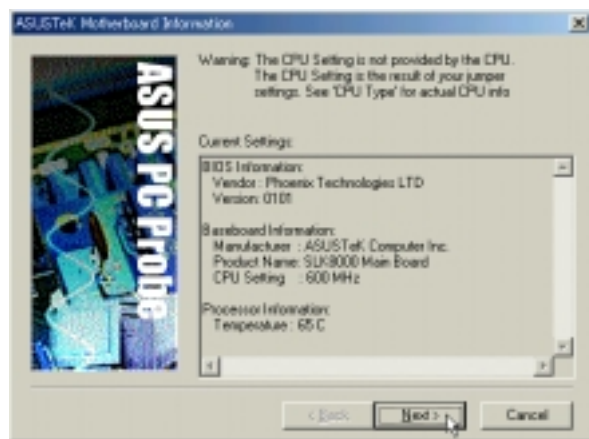 ASUSTeK Motherboard Information
ASUS PC Probe
Warning: The CPU Setting is not provided by the CPU.
The CPU Setting is the result of your jumper
settings. See 'CPU Type' for actual CPU info
Current Settings:
BIOS Information:
Vendor : Phoenix Technologies LTD
Version: 0101
Baseboard Information:
Manufacturer : ASUSTeK Computer Inc.
Product Name: SLK8000 Main Board
CPU Setting : 600 MHz
Processor Information:
Temperature : 65 C
< Back
Next >
Cancel